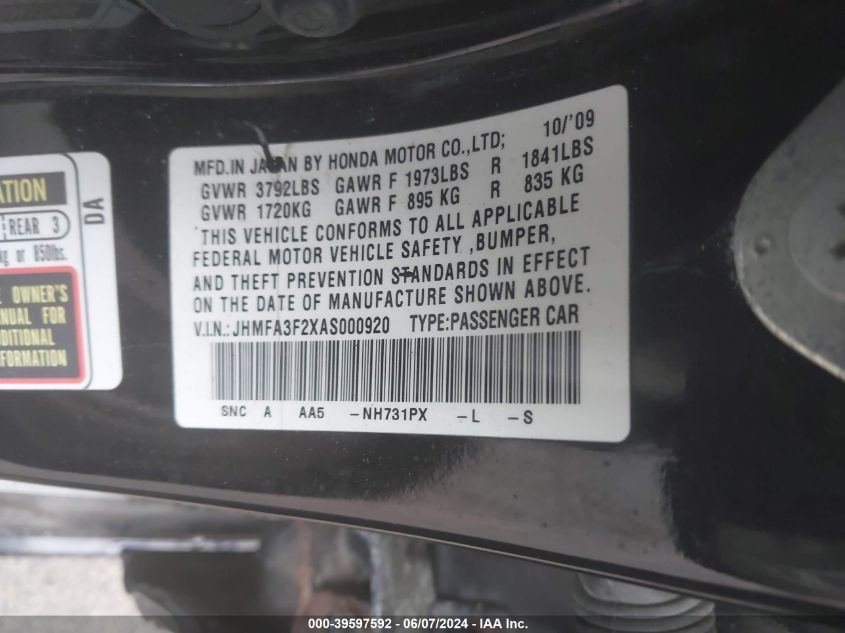 ATION
REAR 3
kg or 850lbs.
OWNER'S
FOR
DITIONAL
FORMATION
DA
MFD.IN JAPAN BY HONDA MOTOR CO.,LTD; 10/'09
GVWR 3792LBS GAWR F 1973LBS R 1841LBS
GVWR 1720KG GAWR F 895 KG R 835 KG
THIS VEHICLE CONFORMS TO ALL APPLICABLE
FEDERAL MOTOR VEHICLE SAFETY ,BUMPER,
AND THEFT PREVENTION STANDARDS IN EFFECT
ON THE DATE OF MANUFACTURE SHOWN ABOVE.
V.I.N.: JHMFA3F2XAS000920 TYPE:PASSENGER CAR
SNC A AA5 -NH731PX -L -S
000-39597592 - 06/07/2024 - IAA Inc.